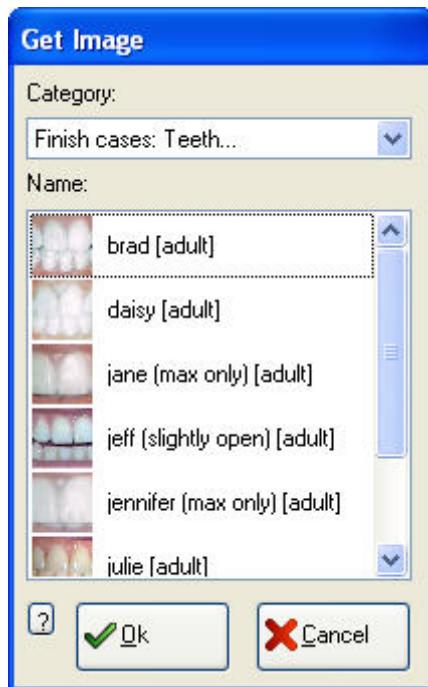 Get Image
Category:
Finish cases: Teeth...
Name:
brad [adult]
daisy [adult]
jane (max only) [adult]
jeff (slightly open) [adult]
jennifer (max only) [adult]
julie [adult]
?
Ok
Cancel